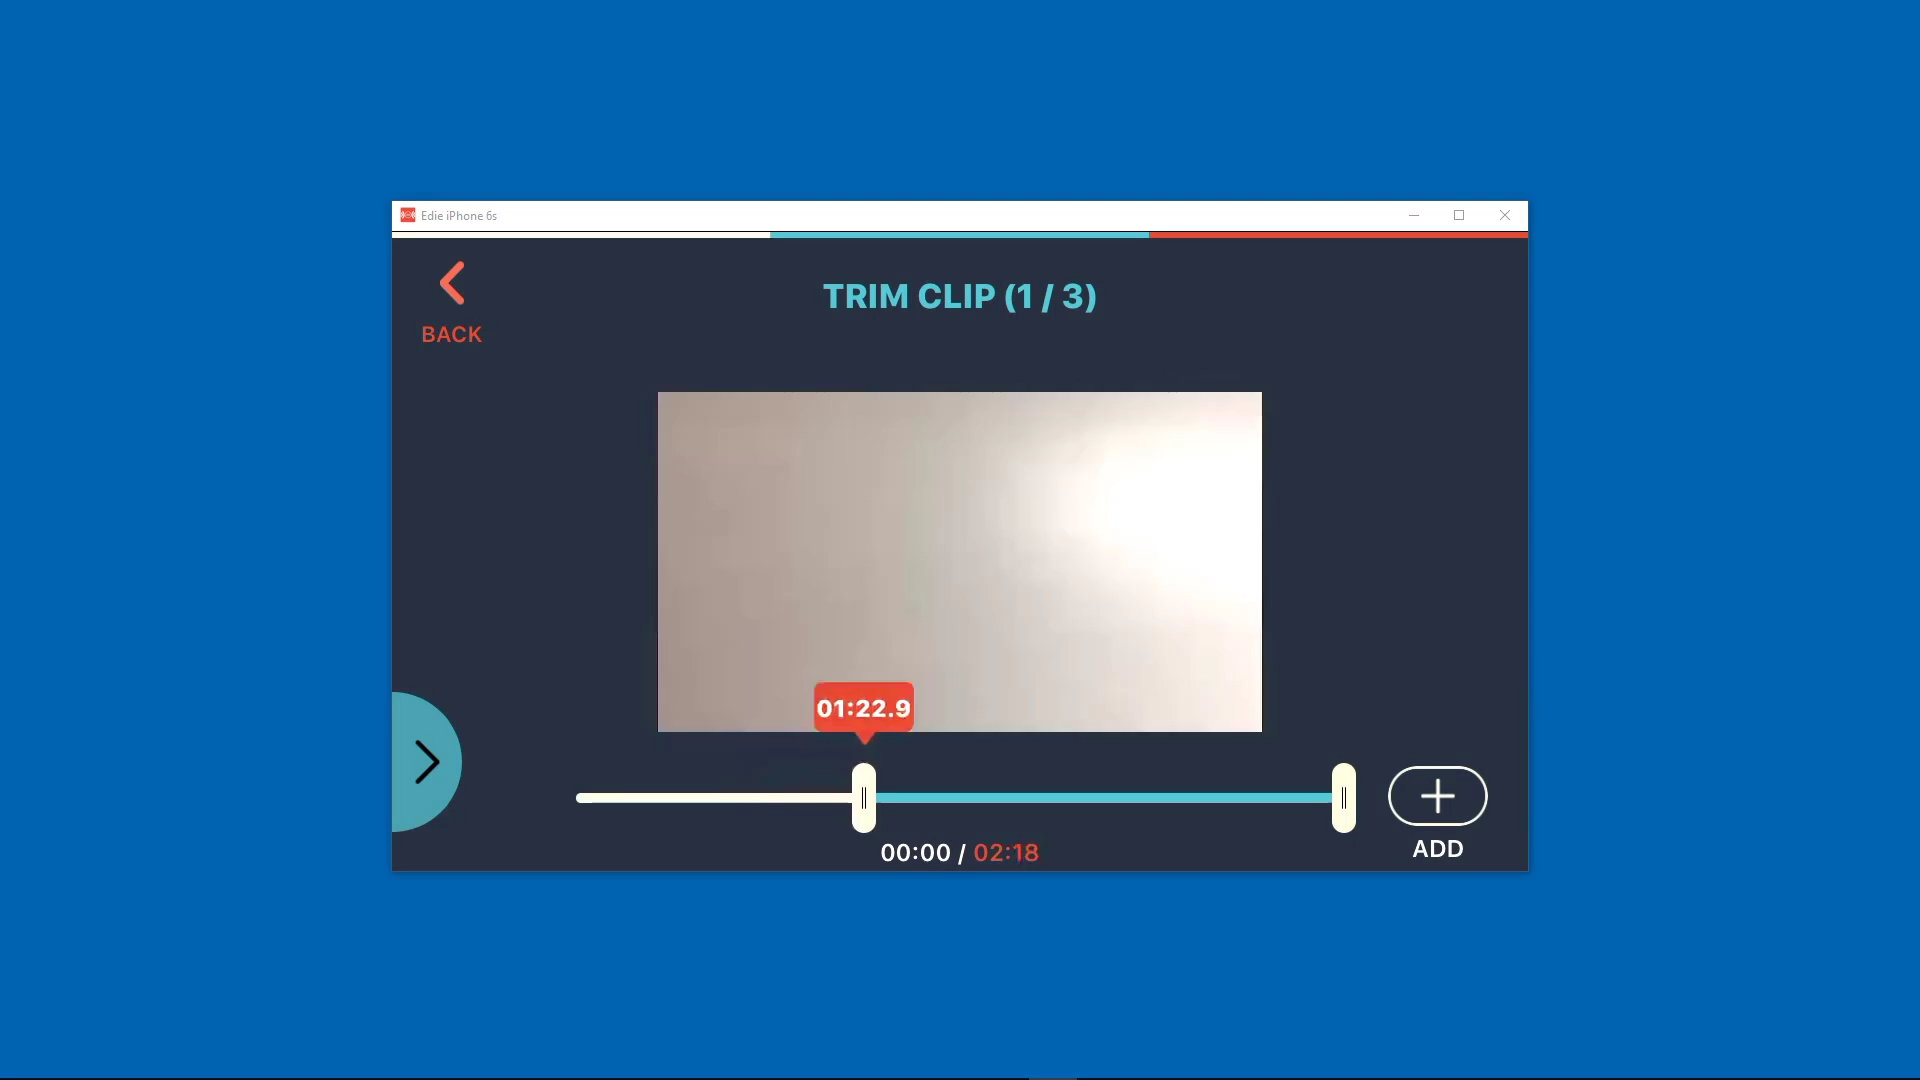 Edie iPhone 6s
BACK
TRIM CLIP (1 / 3)
01:22.9
00:00 / 02:18
ADD